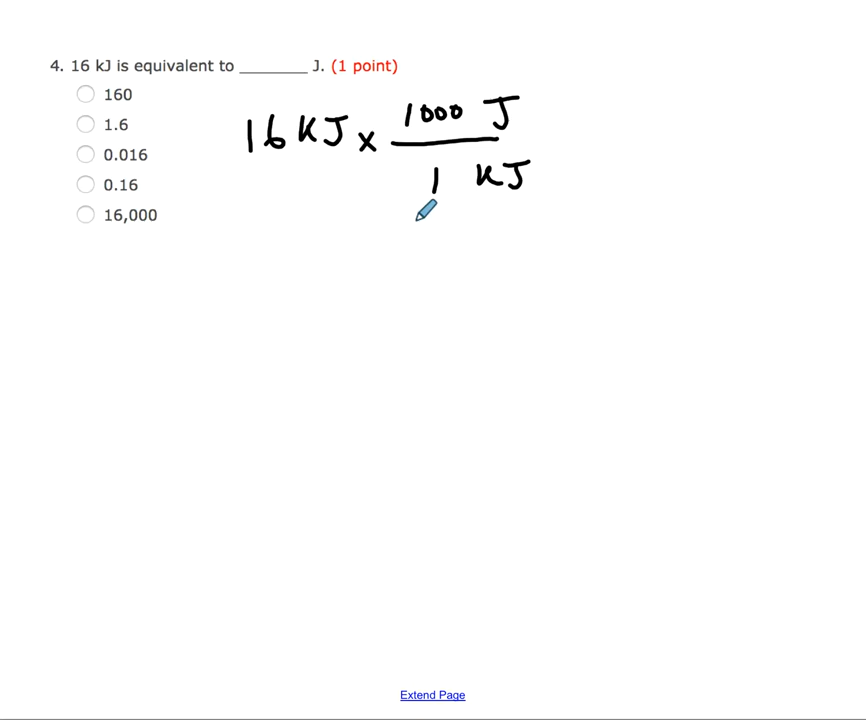 4. 16 kJ is equivalent to ________ J. (1 point)
160
1.6
0.016
0.16
16,000
16 KJ x 1000 J
1 KJ
Extend Page